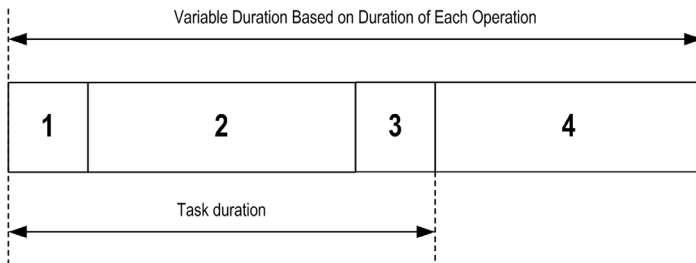 Variable Duration Based on Duration of Each Operation
1 2 3 4
Task duration